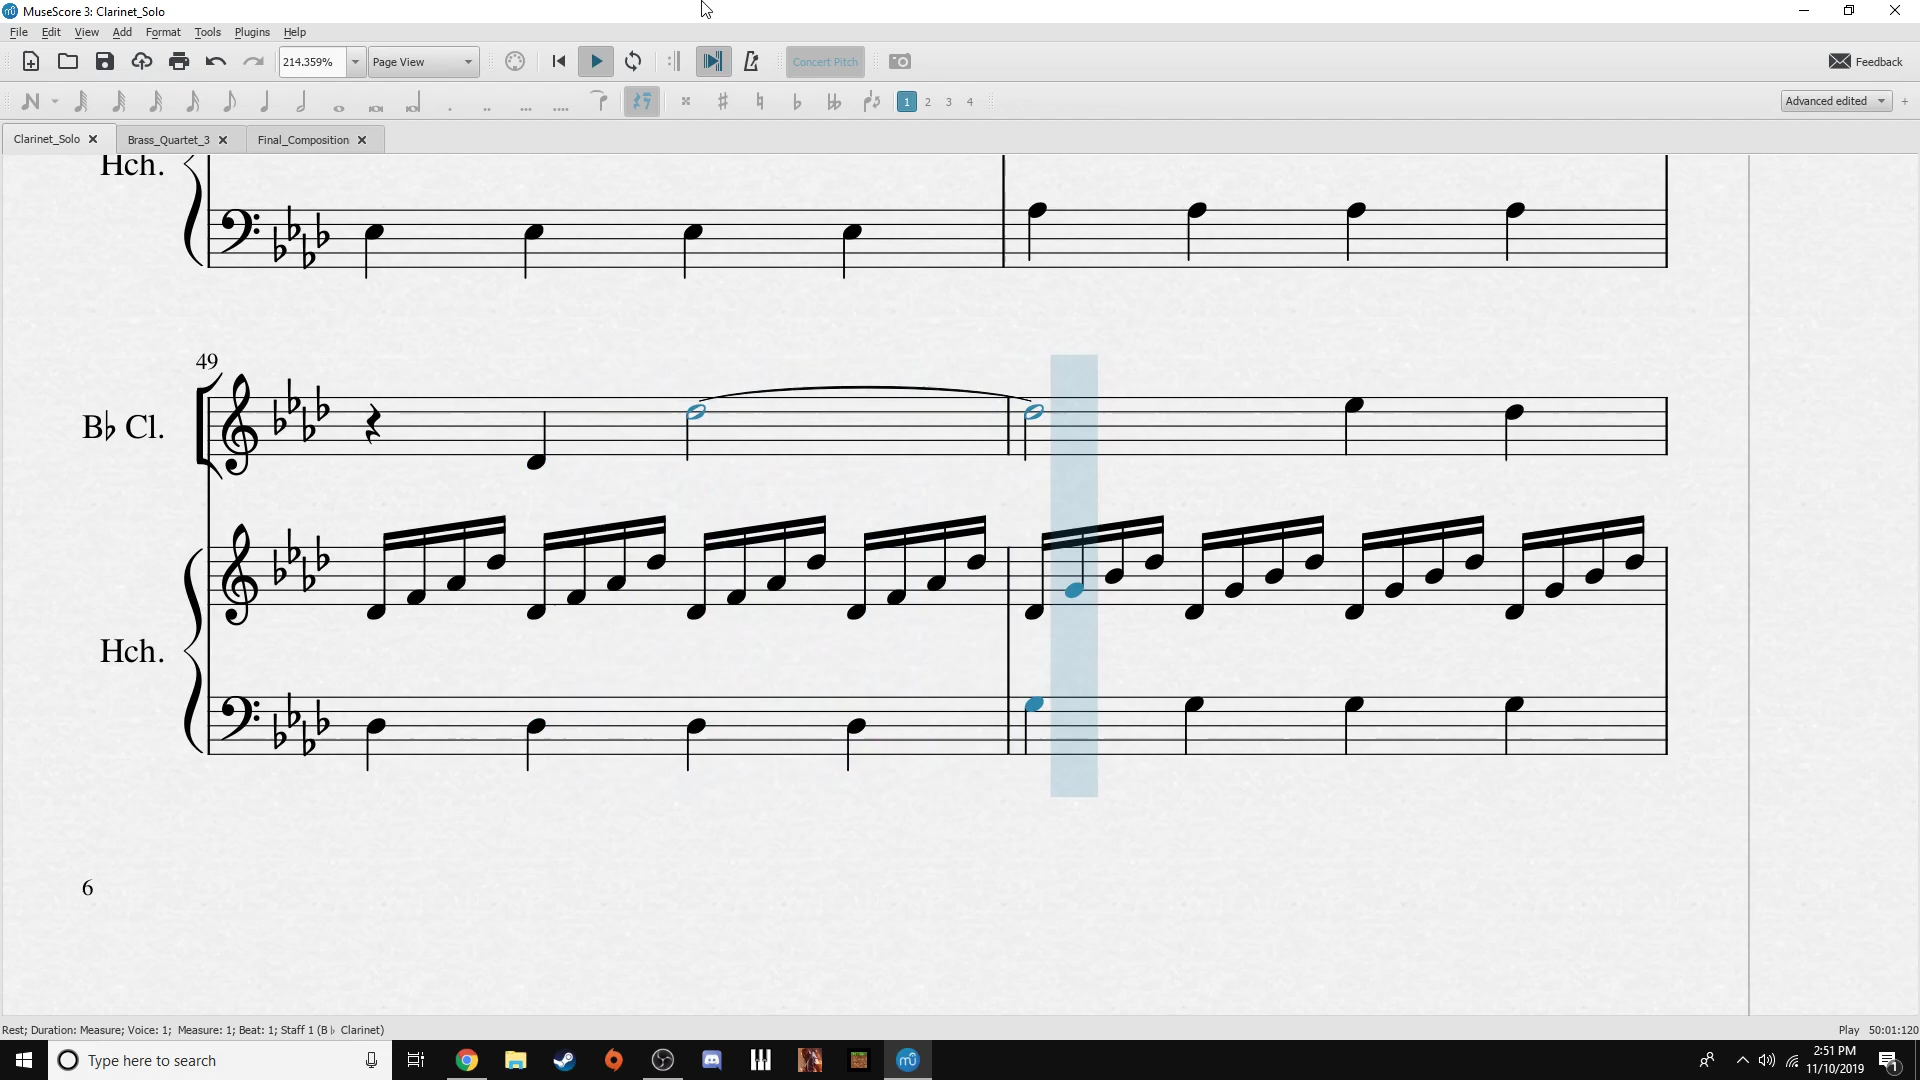 MuseScore 3: Clarinet_Solo
File Edit View Add Format Tools Plugins Help
214.359% Page View Concert Pitch Feedback
1 2 3 4 Advanced edited +
Clarinet_Solo Brass_Quartet_3 Final_Composition
Hch.
49
B♭ Cl.
Hch.
6
Rest; Duration: Measure; Voice: 1; Measure: 1; Beat: 1; Staff 1 (B♭ Clarinet) Play 50:01:120
Type here to search
2:51 PM
11/10/2019
1